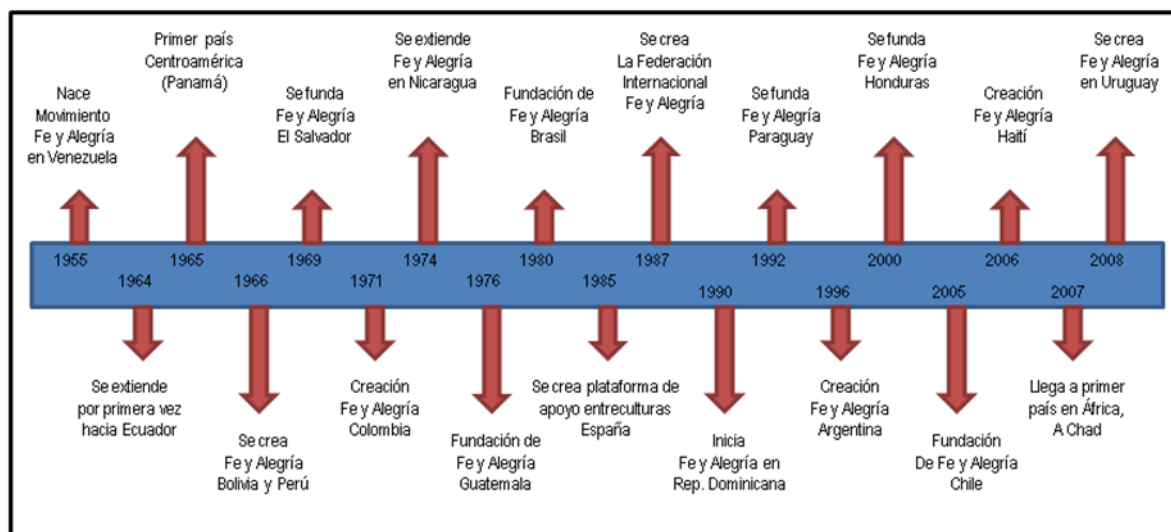 Nace
Movimiento
Fe y Alegría
en Venezuela
Primer país
Centroamérica
(Panamá)
Se funda
Fe y Alegría
El Salvador
Se extiende
Fe y Alegría
en Nicaragua
Fundación de
Fe y Alegría
Brasil
Se crea
La Federación
Internacional
Fe y Alegría
Se funda
Fe y Alegría
Paraguay
Se funda
Fe y Alegría
Honduras
Creación
Fe y Alegría
Haití
Se crea
Fe y Alegría
en Uruguay
1955
1965
1969
1974
1980
1987
1992
2000
2006
2008
1964
1966
1971
1976
1985
1990
1996
2005
2007
Se extiende
por primera vez
hacia Ecuador
Se crea
Fe y Alegría
Bolivia y Perú
Creación
Fe y Alegría
Colombia
Fundación de
Fe y Alegría
Guatemala
Se crea plataforma de
apoyo entreculturas
España
Inicia
Fe y Alegría en
Rep. Dominicana
Creación
Fe y Alegría
Argentina
Fundación
De Fe y Alegría
Chile
Llega a primer
país en África,
A Chad